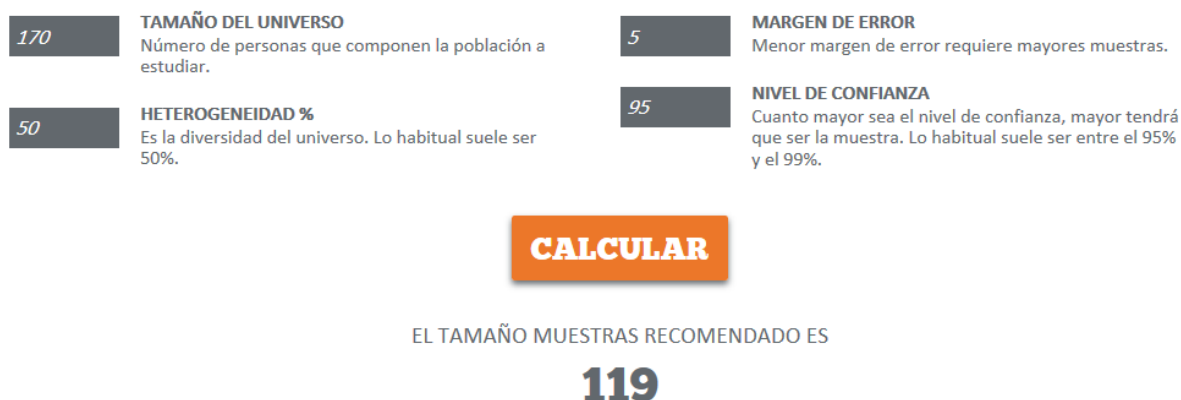 170
TAMAÑO DEL UNIVERSO
Número de personas que componen la población a
estudiar.
5
MARGEN DE ERROR
Menor margen de error requiere mayores muestras.
50
HETEROGENEIDAD %
Es la diversidad del universo. Lo habitual suele ser
50%.
95
NIVEL DE CONFIANZA
Cuanto mayor sea el nivel de confianza, mayor tendrá
que ser la muestra. Lo habitual suele ser entre el 95%
y el 99%.
CALCULAR
EL TAMAÑO MUESTRAS RECOMENDADO ES
119